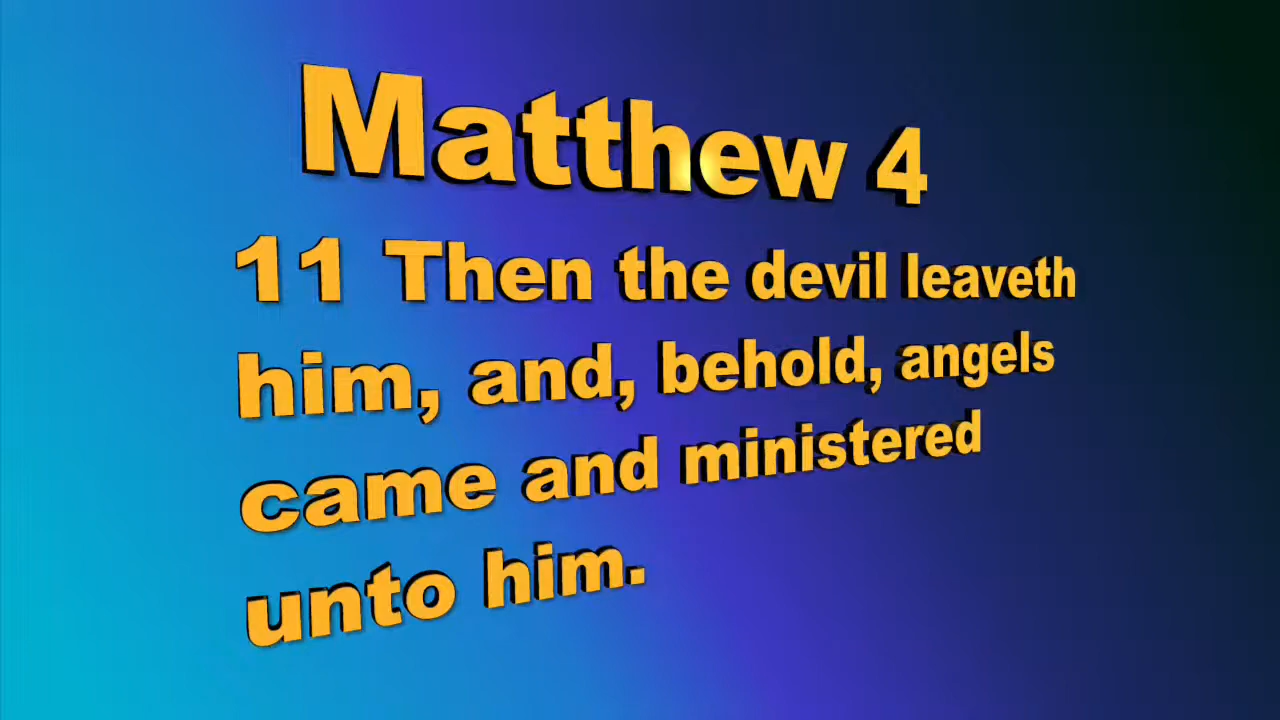 Matthew 4
11 Then the devil leaveth
him, and, behold, angels
came and ministered
unto him.